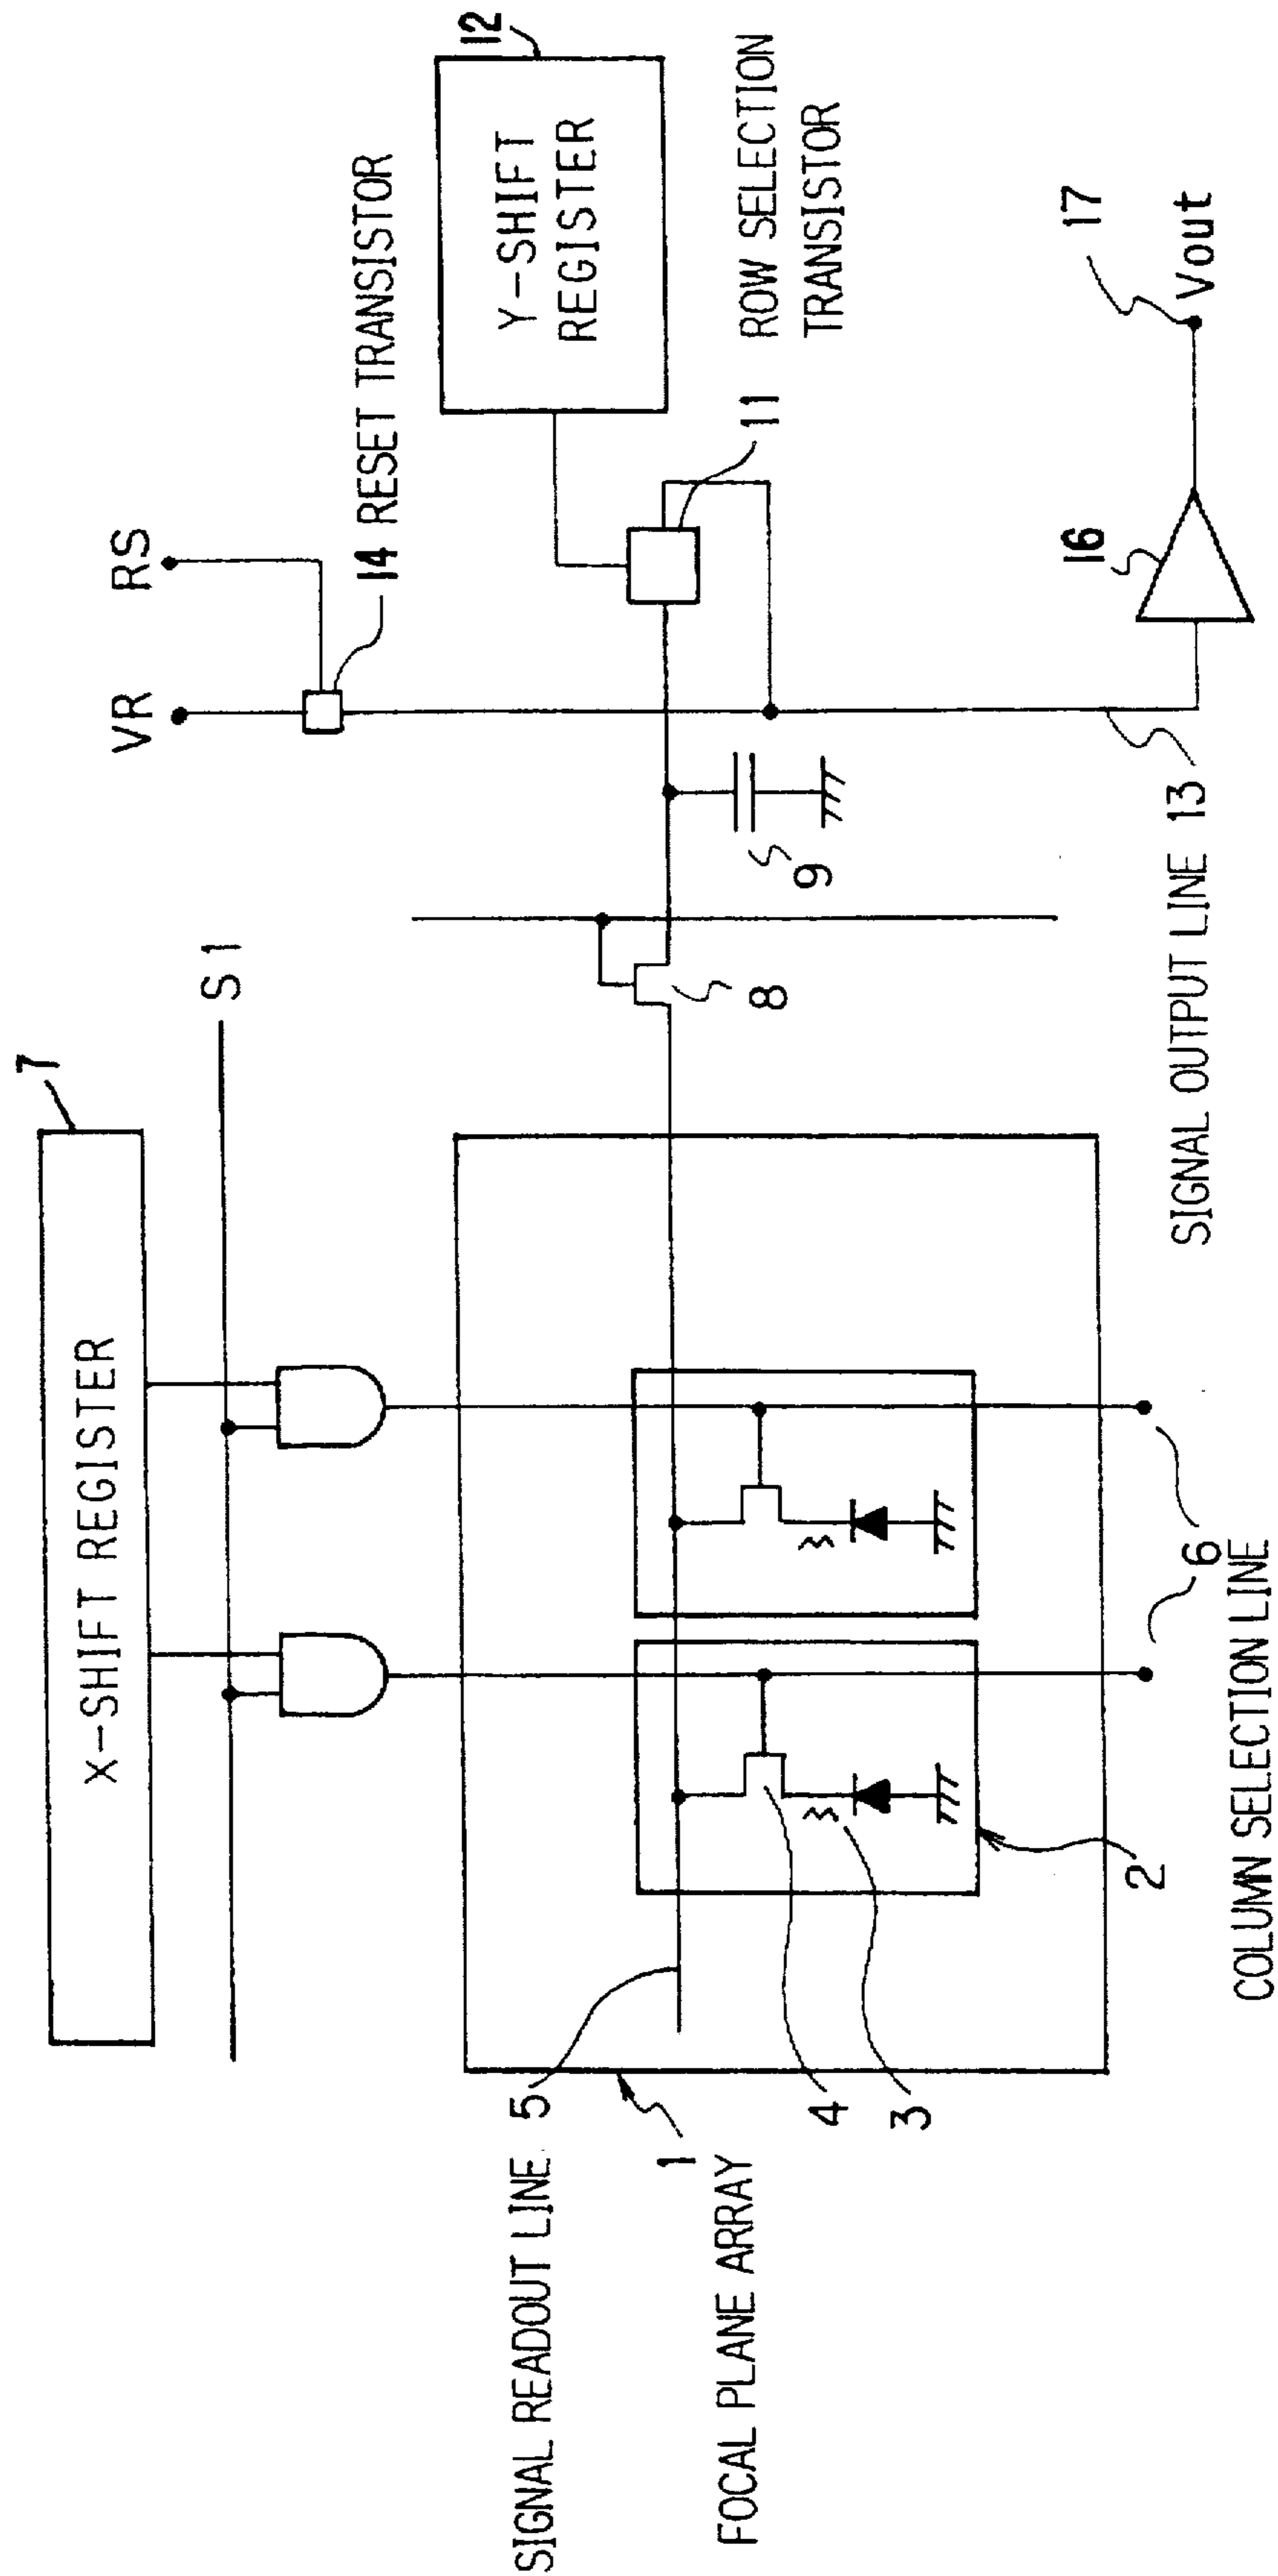 7
X-SHIFT REGISTER
S 1
VR
RS
14 RESET TRANSISTOR
12
Y-SHIFT
REGISTER
11 ROW SELECTION
TRANSISTOR
8
9
SIGNAL READOUT LINE 5
1
FOCAL PLANE ARRAY
4
3
2
6
COLUMN SELECTION LINE
SIGNAL OUTPUT LINE 13
16
17
Vout